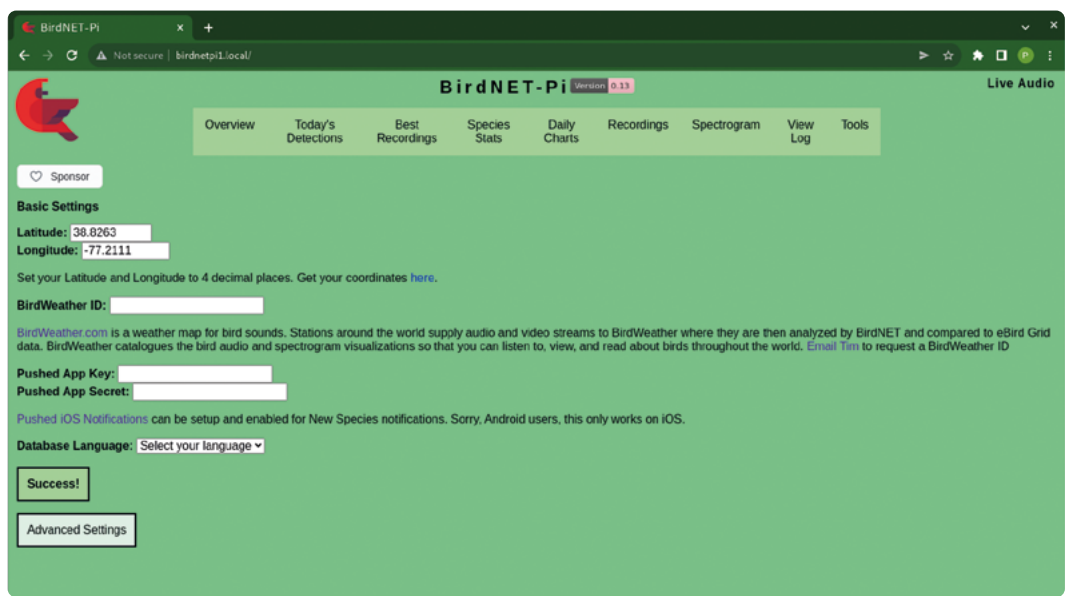 BirdNET-Pi
Not secure | birdnetpi1.local/
P
BirdNET-Pi Version 0.13
Live Audio
Overview Today's Detections Best Recordings Species Stats Daily Charts Recordings Spectrogram View Log Tools
Sponsor
Basic Settings
Latitude: 38.8263
Longitude: -77.2111
Set your Latitude and Longitude to 4 decimal places. Get your coordinates here.
BirdWeather ID:
BirdWeather.com is a weather map for bird sounds. Stations around the world supply audio and video streams to BirdWeather where they are then analyzed by BirdNET and compared to eBird Grid
data. BirdWeather catalogues the bird audio and spectrogram visualizations so that you can listen to, view, and read about birds throughout the world. Email Tim to request a BirdWeather ID
Pushed App Key:
Pushed App Secret:
Pushed iOS Notifications can be setup and enabled for New Species notifications. Sorry, Android users, this only works on iOS.
Database Language: Select your language
Success!
Advanced Settings